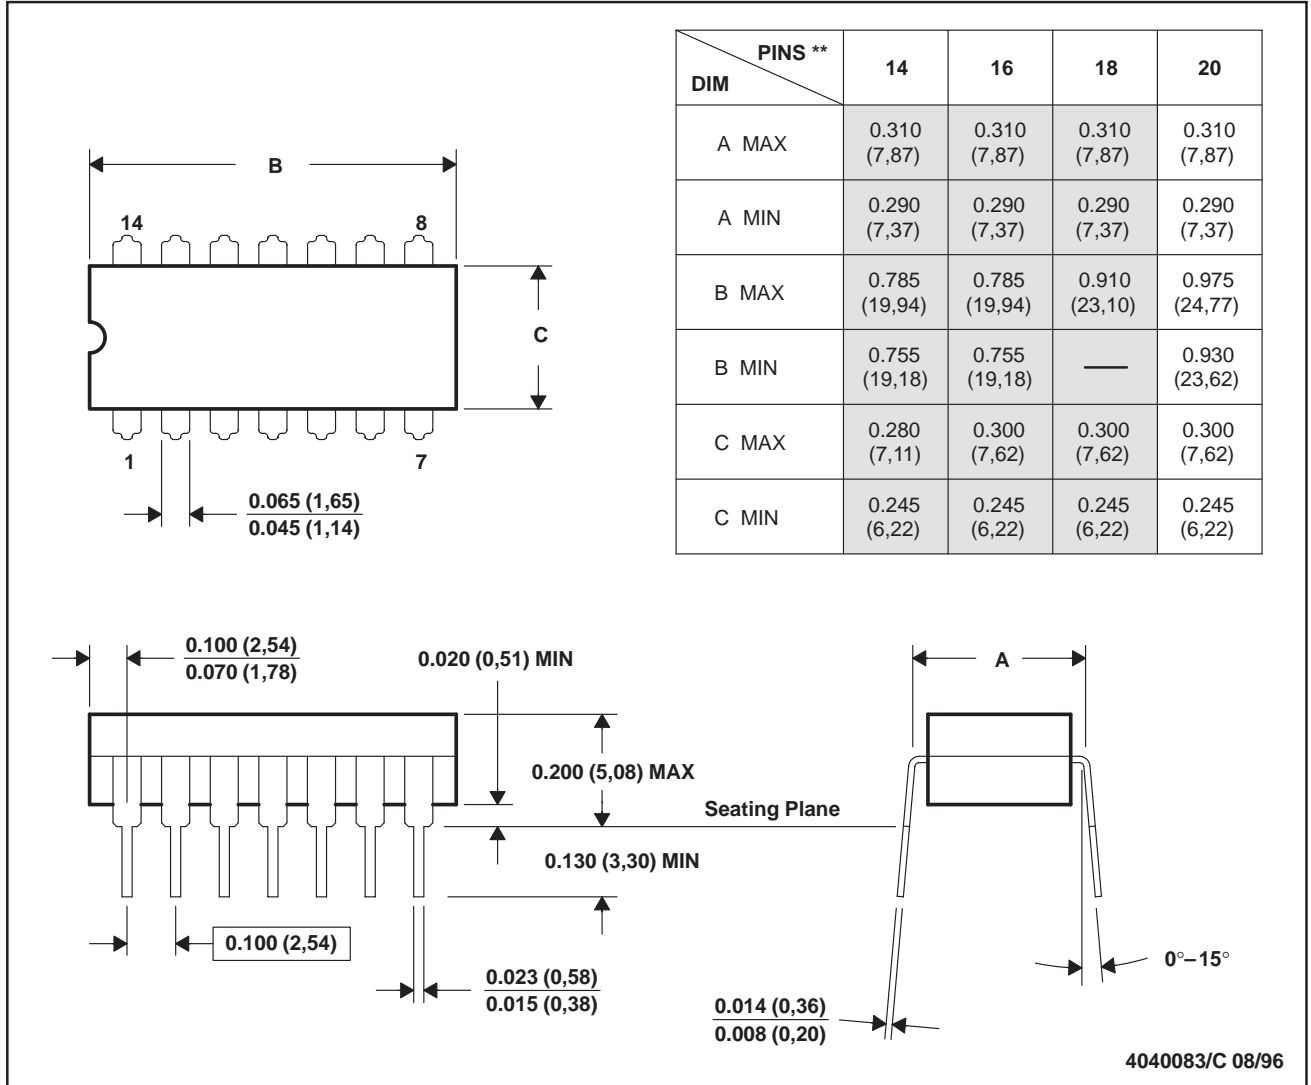 PINS **
DIM
14 16 18 20
A MAX 0.310 (7,87) 0.310 (7,87) 0.310 (7,87) 0.310 (7,87)
A MIN 0.290 (7,37) 0.290 (7,37) 0.290 (7,37) 0.290 (7,37)
B MAX 0.785 (19,94) 0.785 (19,94) 0.910 (23,10) 0.975 (24,77)
B MIN 0.755 (19,18) 0.755 (19,18) — 0.930 (23,62)
C MAX 0.280 (7,11) 0.300 (7,62) 0.300 (7,62) 0.300 (7,62)
C MIN 0.245 (6,22) 0.245 (6,22) 0.245 (6,22) 0.245 (6,22)
B
14 8
C
1 7
0.065 (1,65)
0.045 (1,14)
0.100 (2,54)
0.070 (1,78)
0.020 (0,51) MIN
A
0.200 (5,08) MAX
Seating Plane
0.130 (3,30) MIN
0.100 (2,54)
0.023 (0,58)
0.015 (0,38)
0°–15°
0.014 (0,36)
0.008 (0,20)
4040083/C 08/96